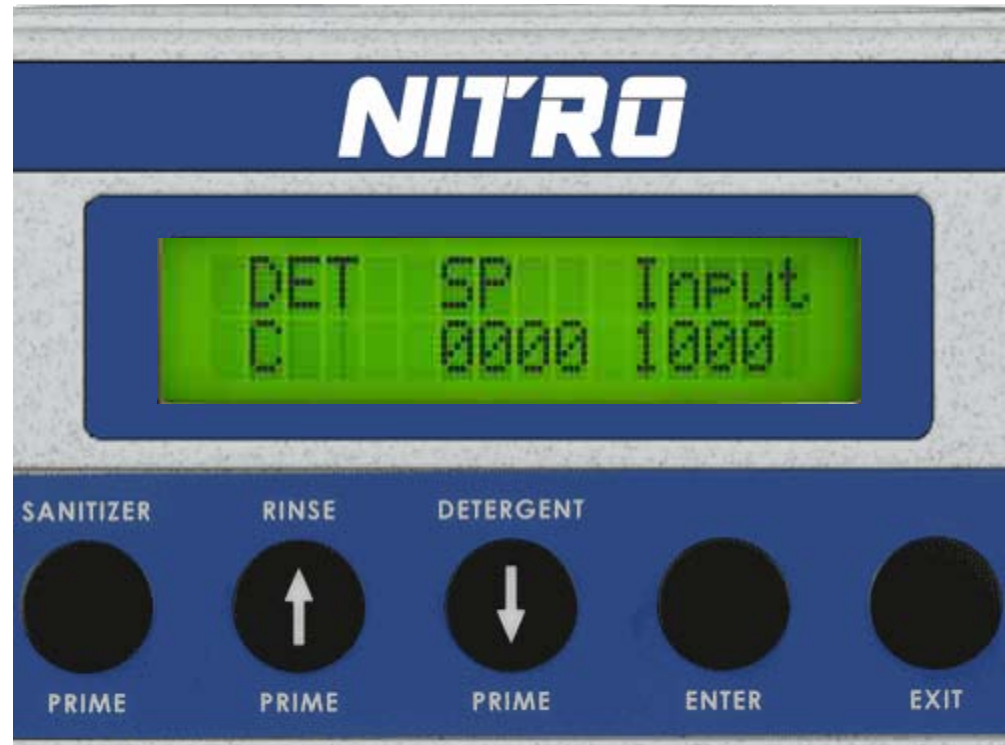 NITRO
DET SP Input
C 0000 1000
SANITIZER RINSE DETERGENT
PRIME PRIME PRIME ENTER EXIT